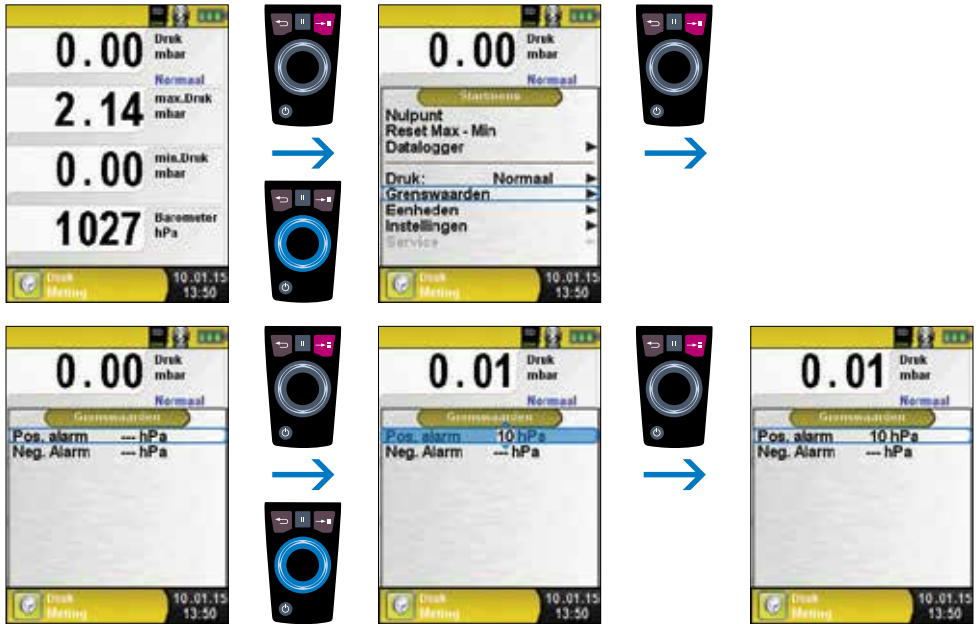 0.00 Druk mbar
Normaal
2.14 max.Druk mbar
0.00 min.Druk mbar
1027 Barometer hPa
Druk Meting
10.01.15
13:50
0.00 Druk mbar
Startmenu
Nulpunt
Reset Max - Min
Datalogger
Druk: Normaal
Grenswaarden
Eenheden
Instellingen
Service
Druk Meting
10.01.15
13:50
0.00 Druk mbar
Normaal
Grenswaarden
Pos. alarm --- hPa
Neg. Alarm --- hPa
Druk Meting
10.01.15
13:50
0.01 Druk mbar
Normaal
Grenswaarden
Pos. alarm 10 hPa
Neg. Alarm --- hPa
Druk Meting
10.01.15
13:50
0.01 Druk mbar
Normaal
Grenswaarden
Pos. alarm 10 hPa
Neg. Alarm --- hPa
Druk Meting
10.01.15
13:50